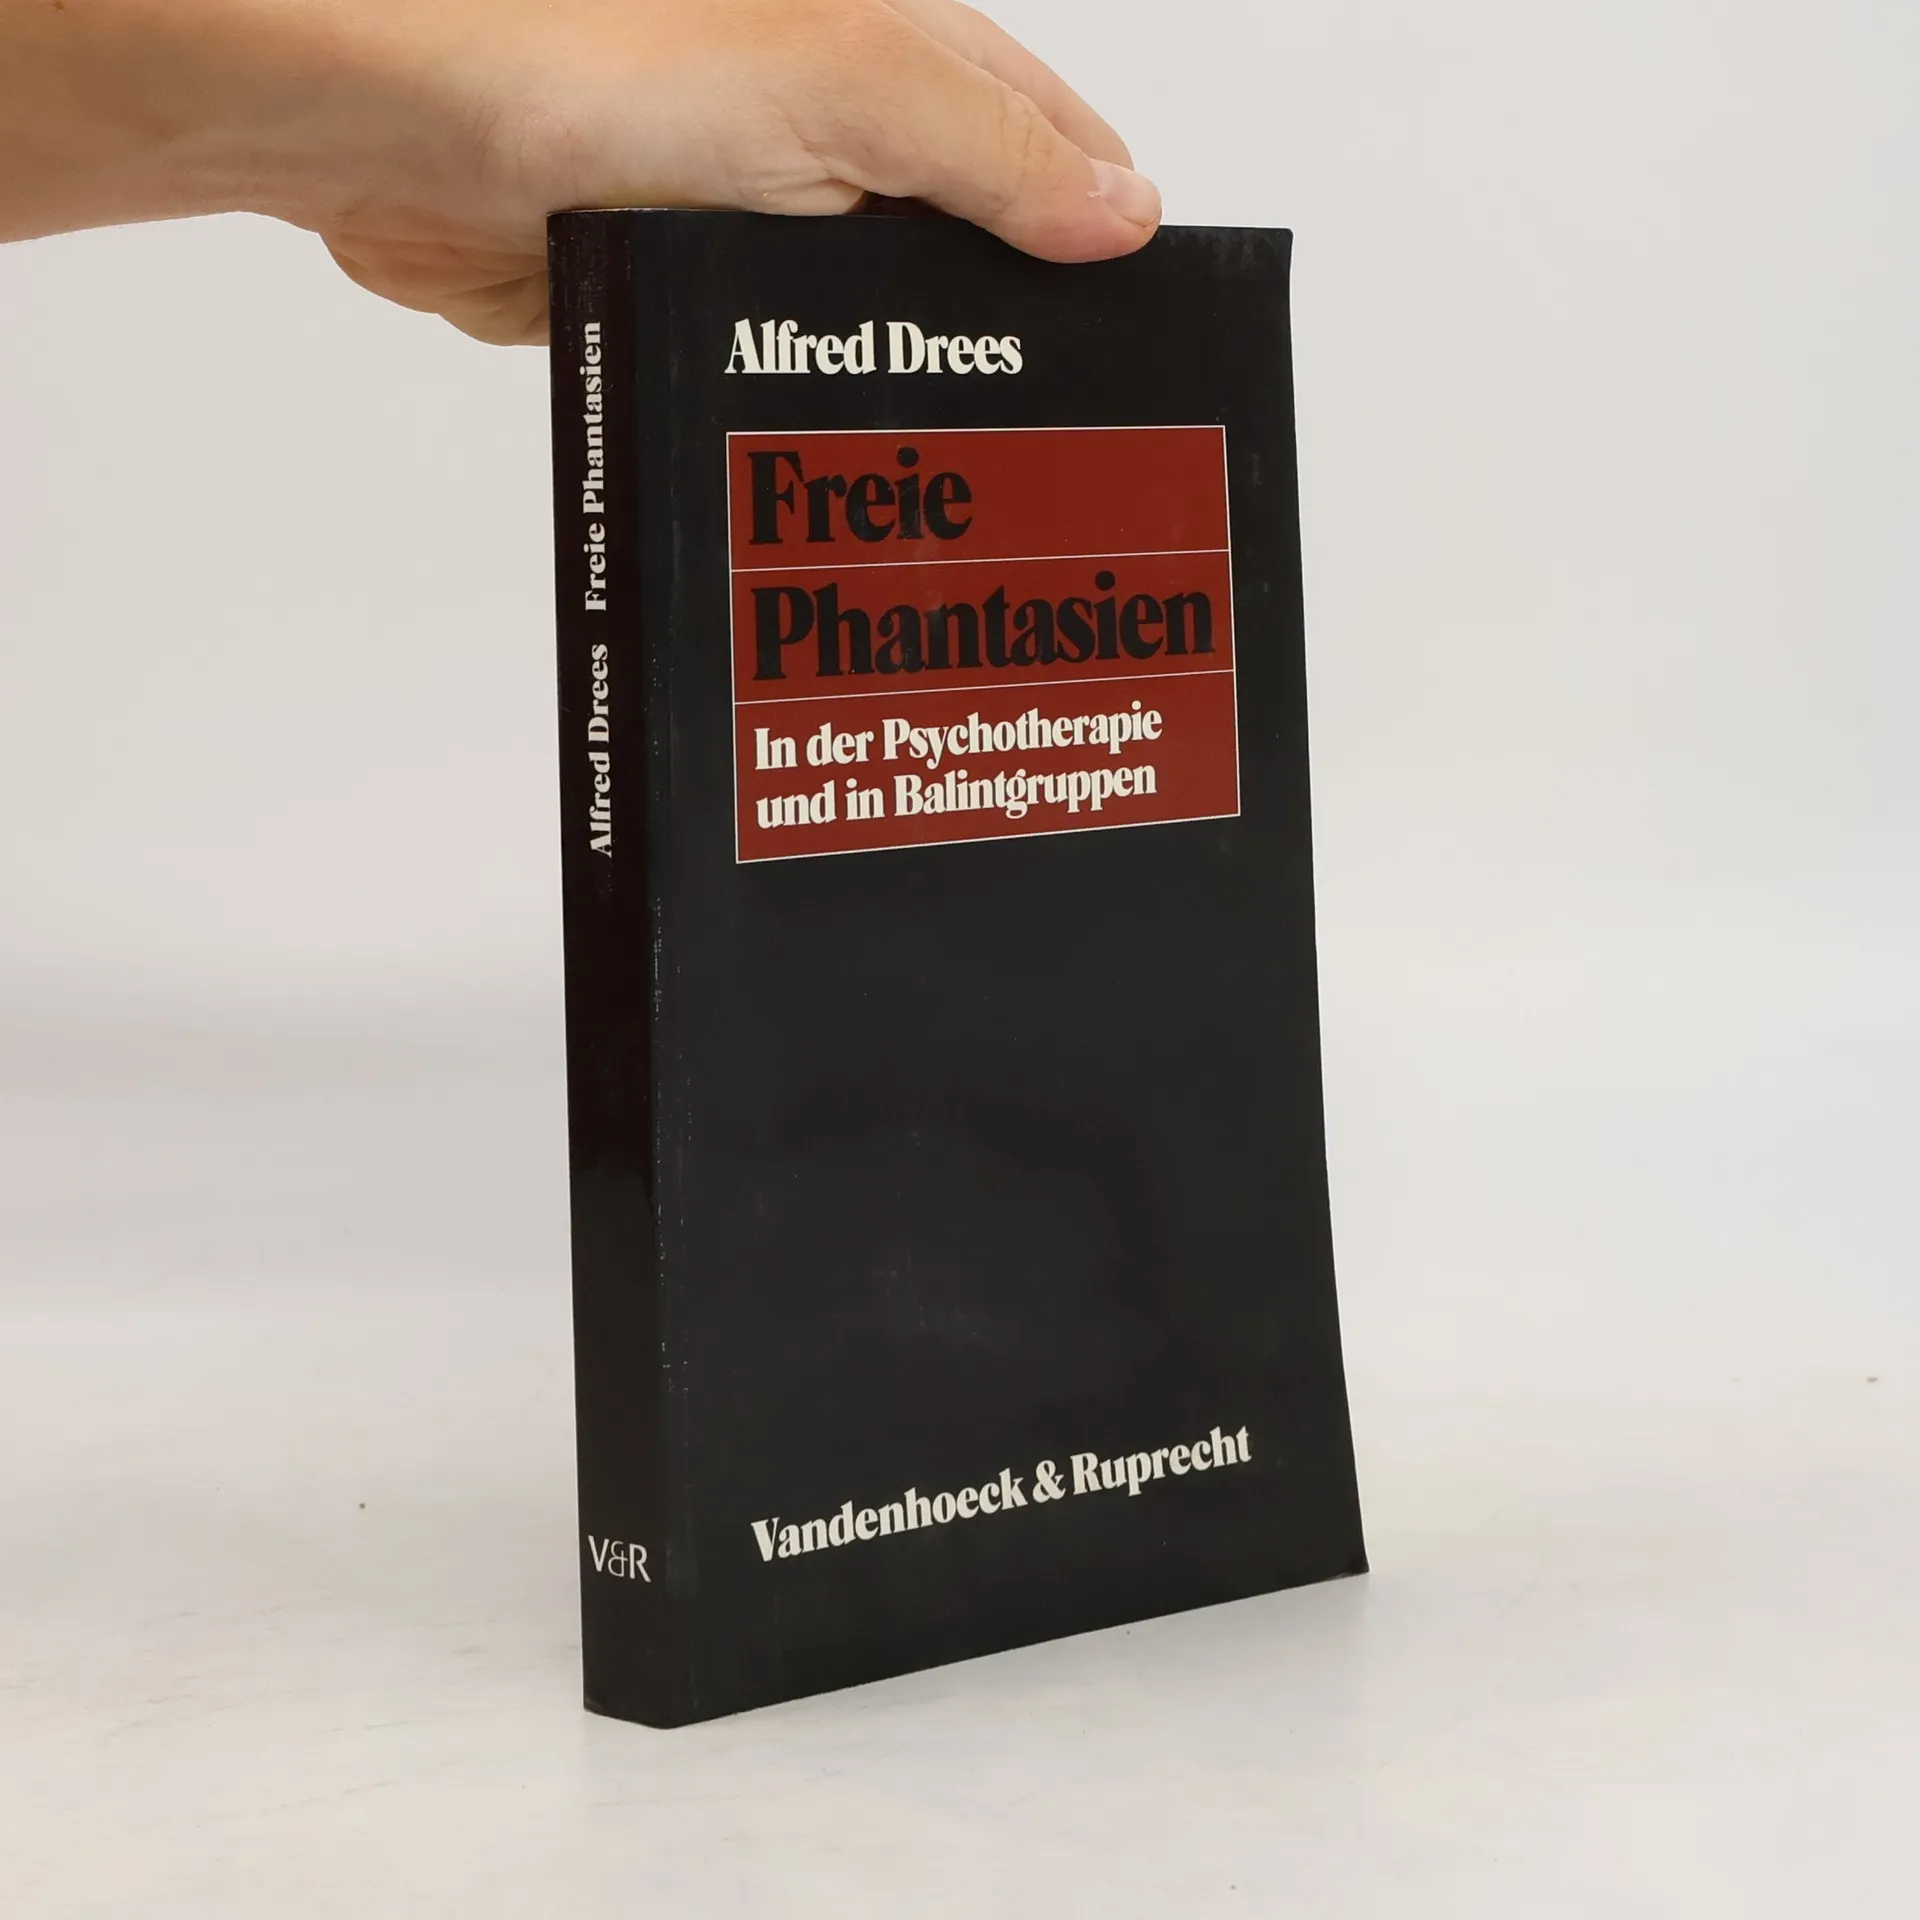 Alfred Drees
Freie
Phantasien
In der Psychotherapie
und in Balintgruppen
Vandenhoeck & Ruprecht
Alfred Drees Freie Phantasien
V&R